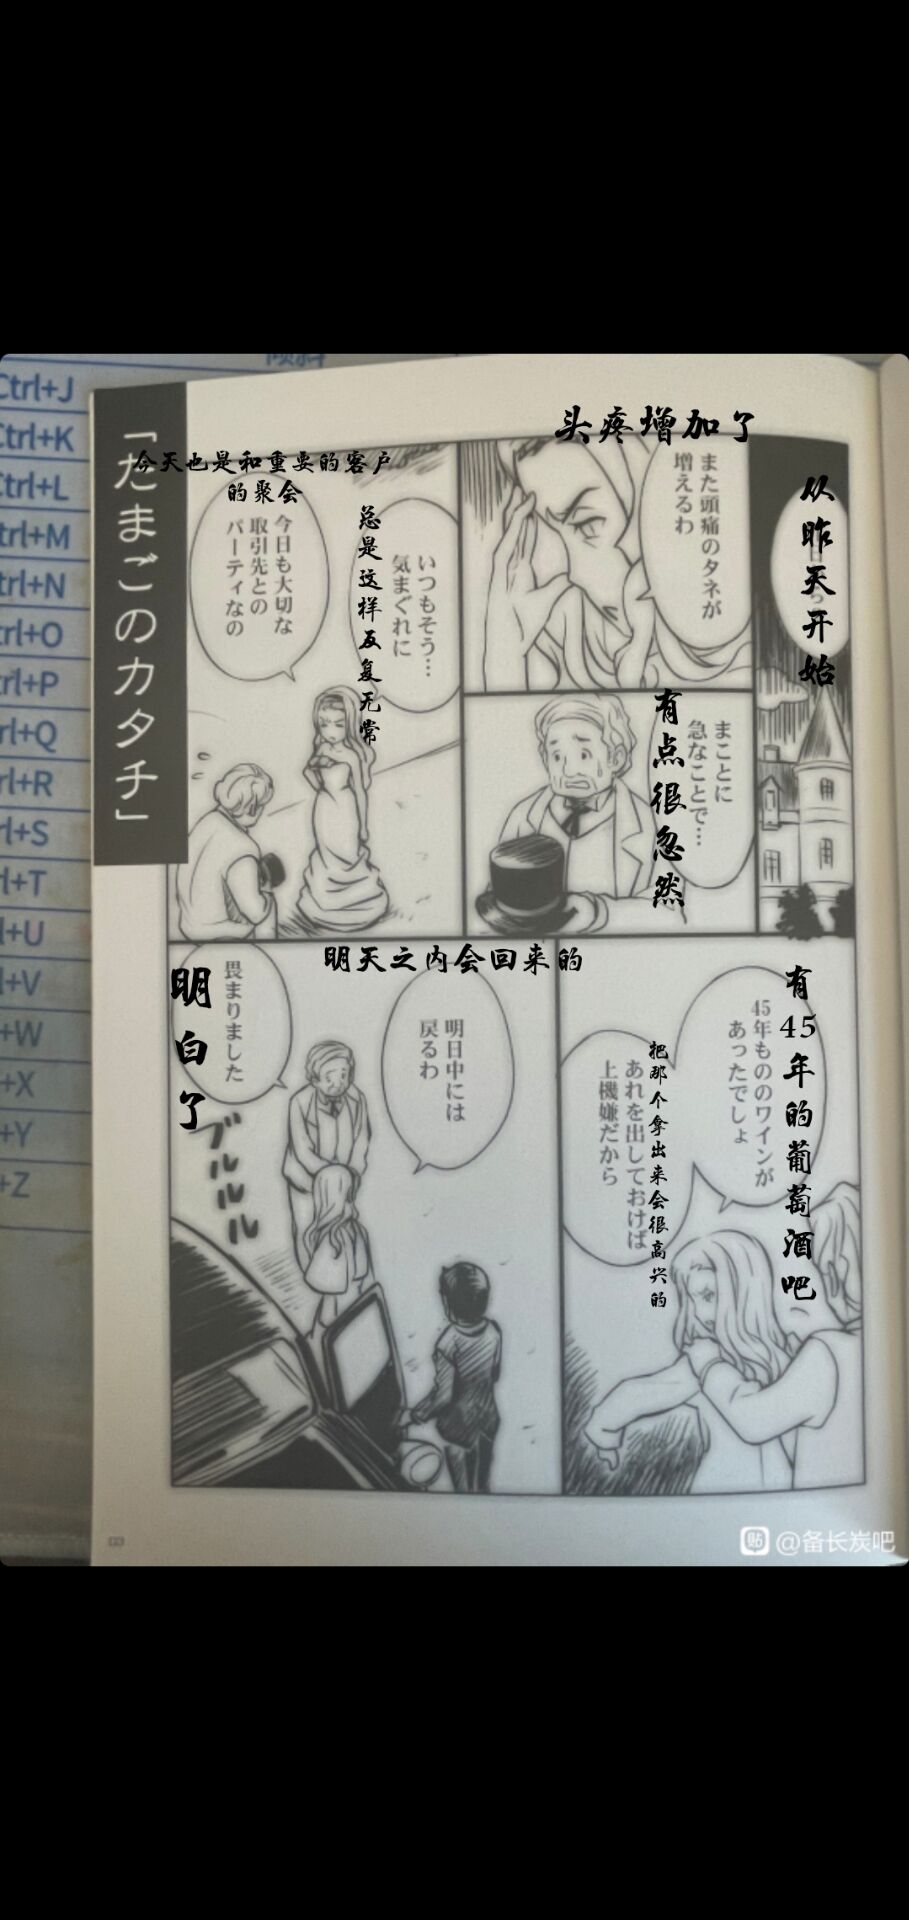 倾斜
Ctrl+J
Ctrl+K
Ctrl+L
trl+M
trl+N
trl+O
rl+P
rl+Q
rl+R
rl+S
l+T
l+U
+V
+W
+X
+Y
+Z
「たまごのカタチ」
从昨天开始
头疼增加了
また頭痛のタネが
増えるわ
有点很忽然
まことに
急なことで…
总是这样反复无常
いつもそう…
気まぐれに
今天也是和重要的客户
的聚会
今日も大切な
取引先との
パーティなの
有45年的葡萄酒吧
45年もののワインが
あったでしょ
把那个拿出来会很高兴的
あれを出しておけば
上機嫌だから
明天之内会回来的
明日中には
戻るわ
明白了
畏まりました
ブルルルル
@备长炭吧